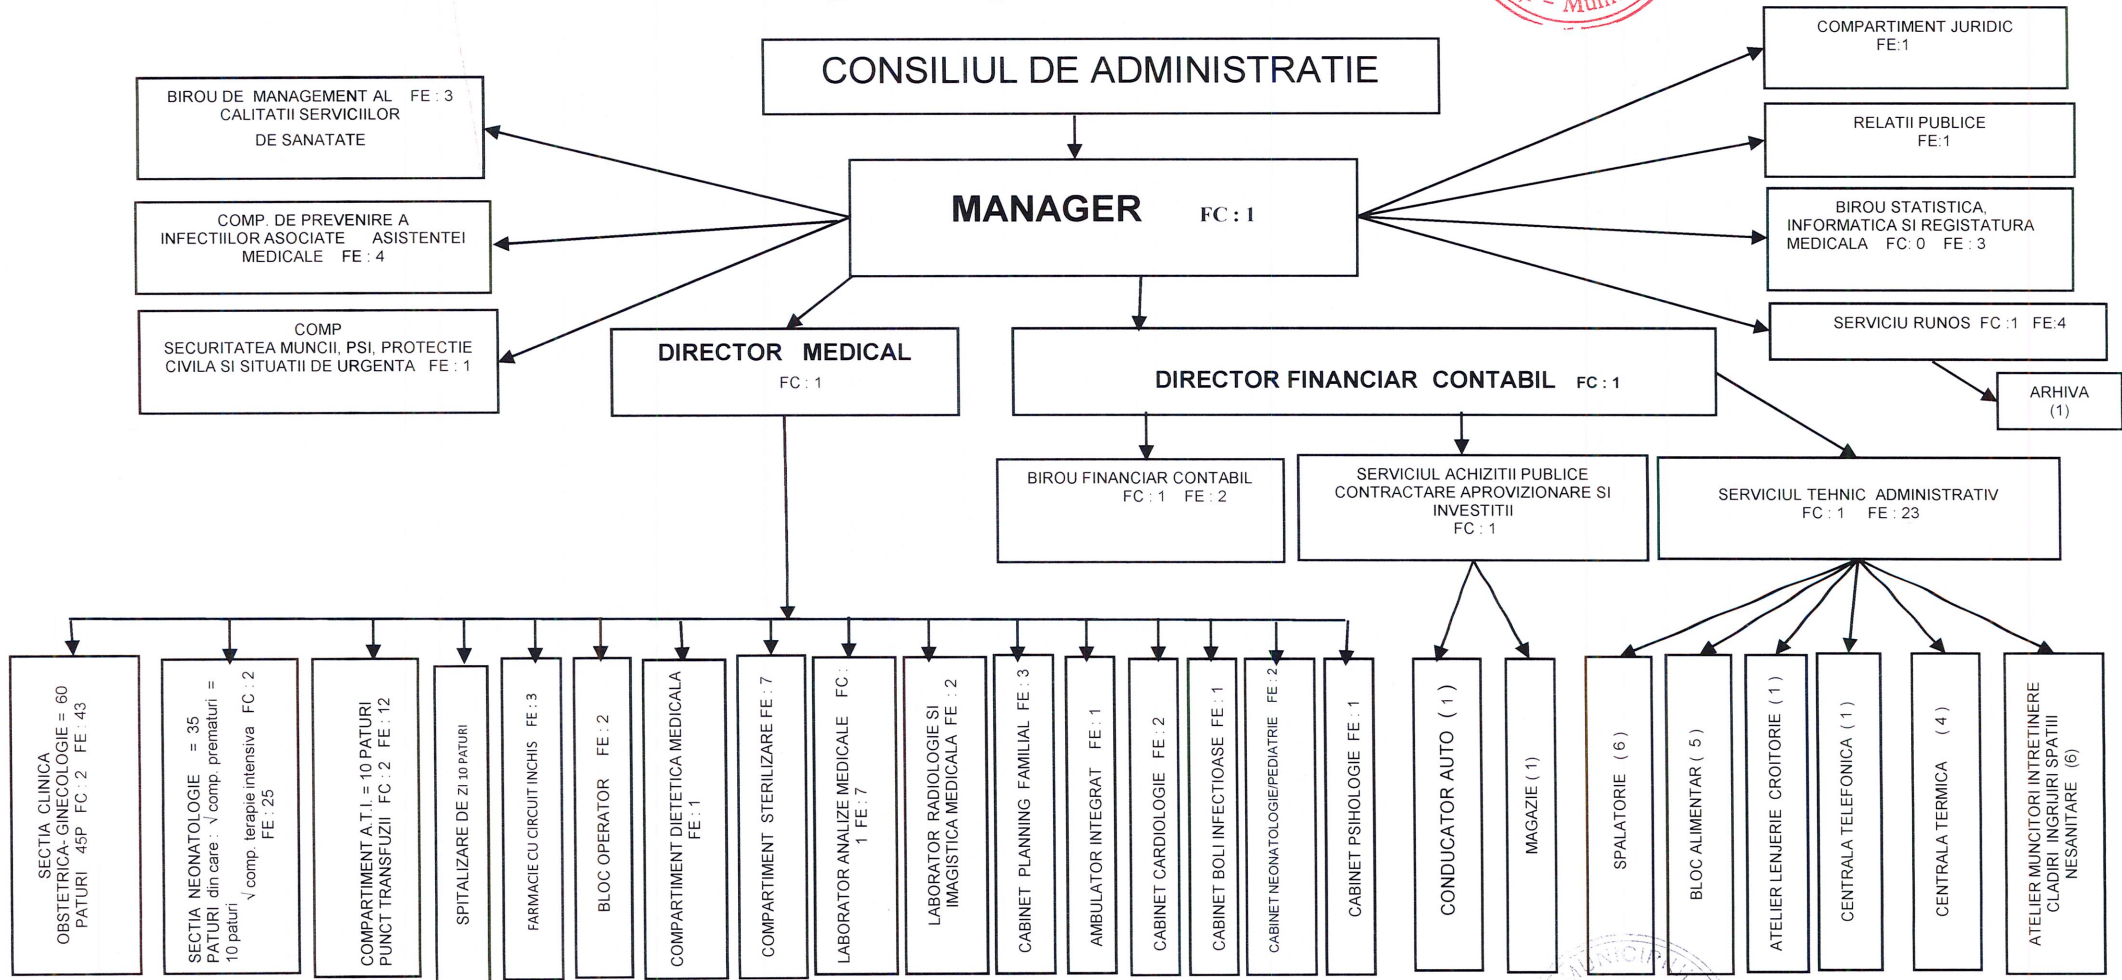 Muni
CONSILIUL DE ADMINISTRATIE
COMPARTIMENT JURIDIC
FE:1
BIROU DE MANAGEMENT AL FE : 3
CALITATII SERVICIILOR
DE SANATATE
RELATII PUBLICE
FE:1
MANAGER FC : 1
COMP. DE PREVENIRE A
INFECTIILOR ASOCIATE ASISTENTEI
MEDICALE FE : 4
BIROU STATISTICA,
INFORMATICA SI REGISTATURA
MEDICALA FC: 0 FE : 3
COMP
SECURITATEA MUNCII, PSI, PROTECTIE
CIVILA SI SITUATII DE URGENTA FE : 1
SERVICIU RUNOS FC :1 FE:4
ARHIVA
(1)
DIRECTOR MEDICAL
FC : 1
DIRECTOR FINANCIAR CONTABIL FC : 1
BIROU FINANCIAR CONTABIL
FC : 1 FE : 2
SERVICIUL ACHIZITII PUBLICE
CONTRACTARE APROVIZIONARE SI
INVESTITII
FC : 1
SERVICIUL TEHNIC ADMINISTRATIV
FC : 1 FE : 23
SECTIA CLINICA
OBSTETRICA- GINECOLOGIE = 60
PATURI 45P FC : 2 FE : 43
SECTIA NEONATOLOGIE = 35
PATURI din care : √ comp. prematuri =
10 paturi
√ comp. terapie intensiva FC : 2
FE : 25
COMPARTIMENT A.T.I. = 10 PATURI
PUNCT TRANSFUZII FC : 2 FE : 12
SPITALIZARE DE ZI 10 PATURI
FARMACIE CU CIRCUIT INCHIS FE : 3
BLOC OPERATOR FE : 2
COMPARTIMENT DIETETICA MEDICALA
FE : 1
COMPARTIMENT STERILIZARE FE : 7
LABORATOR ANALIZE MEDICALE FC :
1 FE : 7
LABORATOR RADIOLOGIE SI
IMAGISTICA MEDICALA FE : 2
CABINET PLANNING FAMILIAL FE : 3
AMBULATOR INTEGRAT FE : 1
CABINET CARDIOLOGIE FE : 2
CABINET BOLI INFECTIOASE FE : 1
CABINET NEONATOLOGIE/PEDIATRIE FE : 2
CABINET PSIHOLOGIE FE : 1
CONDUCATOR AUTO ( 1 )
MAGAZIE ( 1 )
SPALATORIE ( 6 )
BLOC ALIMENTAR ( 5 )
ATELIER LENJERIE CROITORIE ( 1 )
CENTRALA TELEFONICA ( 1 )
CENTRALA TERMICA ( 4 )
ATELIER MUNCITORI INTRETINERE
CLADIRI INGRIJIRI SPATIII
NESANITARE (6)